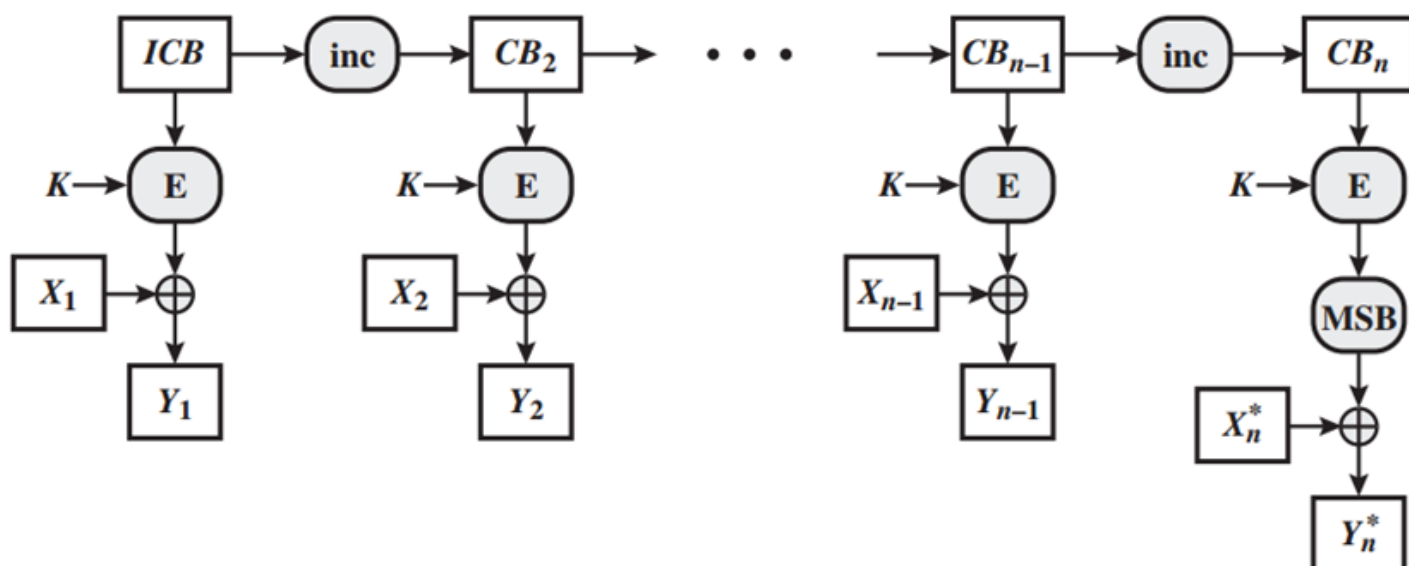 ICB inc CB₂ • • • CBₙ₋₁ inc CBₙ
K E K E K E K E
X₁ X₂ Xₙ₋₁ MSB
Y₁ Y₂ Yₙ₋₁ Xₙ*
Yₙ*